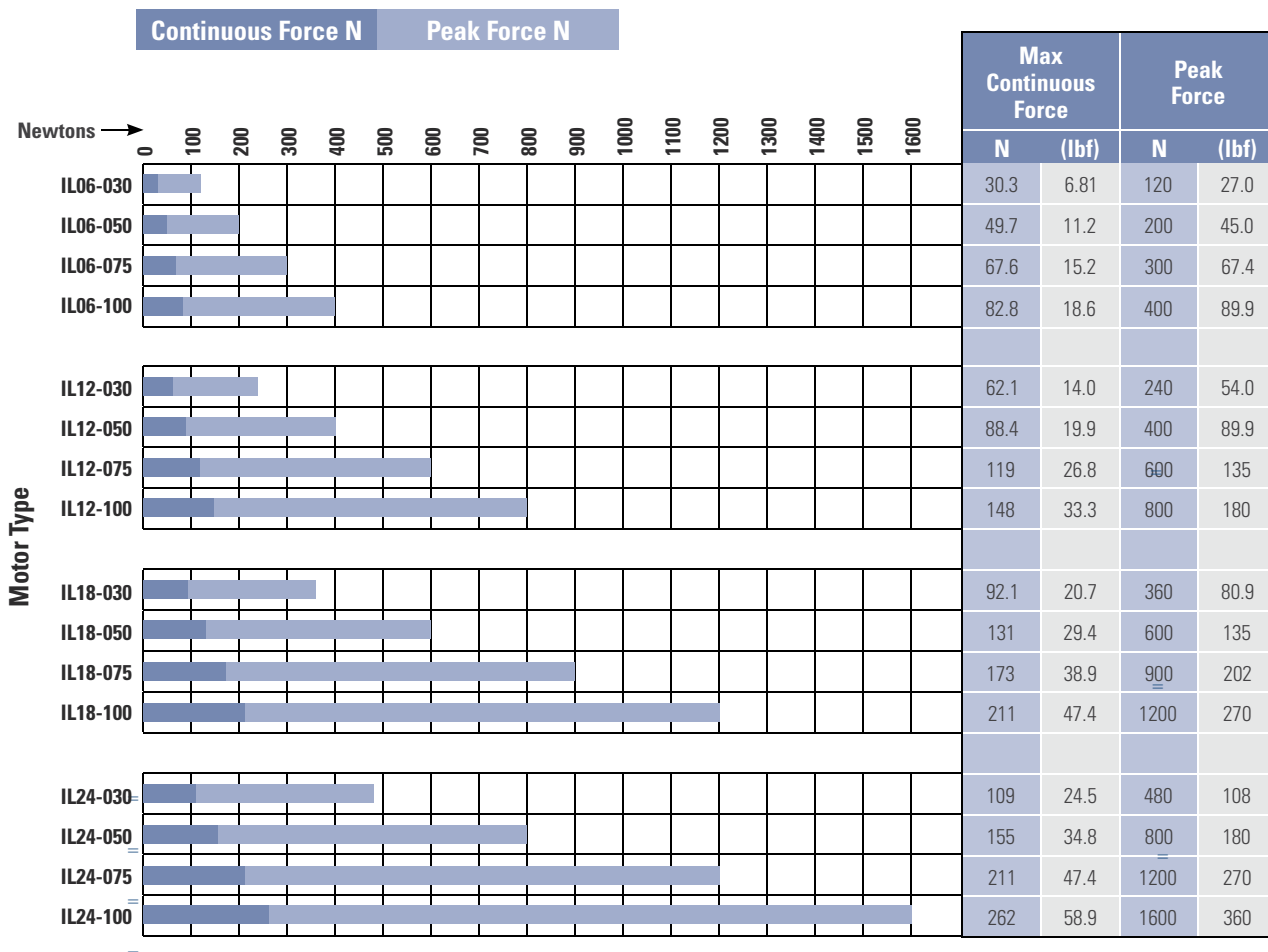 Continuous Force N Peak Force N
Max Continuous Force Peak Force
Newtons 0 100 200 300 400 500 600 700 800 900 1000 1100 1200 1300 1400 1500 1600
N (lbf) N (lbf)
Motor Type
IL06-030 30.3 6.81 120 27.0
IL06-050 49.7 11.2 200 45.0
IL06-075 67.6 15.2 300 67.4
IL06-100 82.8 18.6 400 89.9
IL12-030 62.1 14.0 240 54.0
IL12-050 88.4 19.9 400 89.9
IL12-075 119 26.8 600 135
IL12-100 148 33.3 800 180
IL18-030 92.1 20.7 360 80.9
IL18-050 131 29.4 600 135
IL18-075 173 38.9 900 202
IL18-100 211 47.4 1200 270
IL24-030 109 24.5 480 108
IL24-050 155 34.8 800 180
IL24-075 211 47.4 1200 270
IL24-100 262 58.9 1600 360